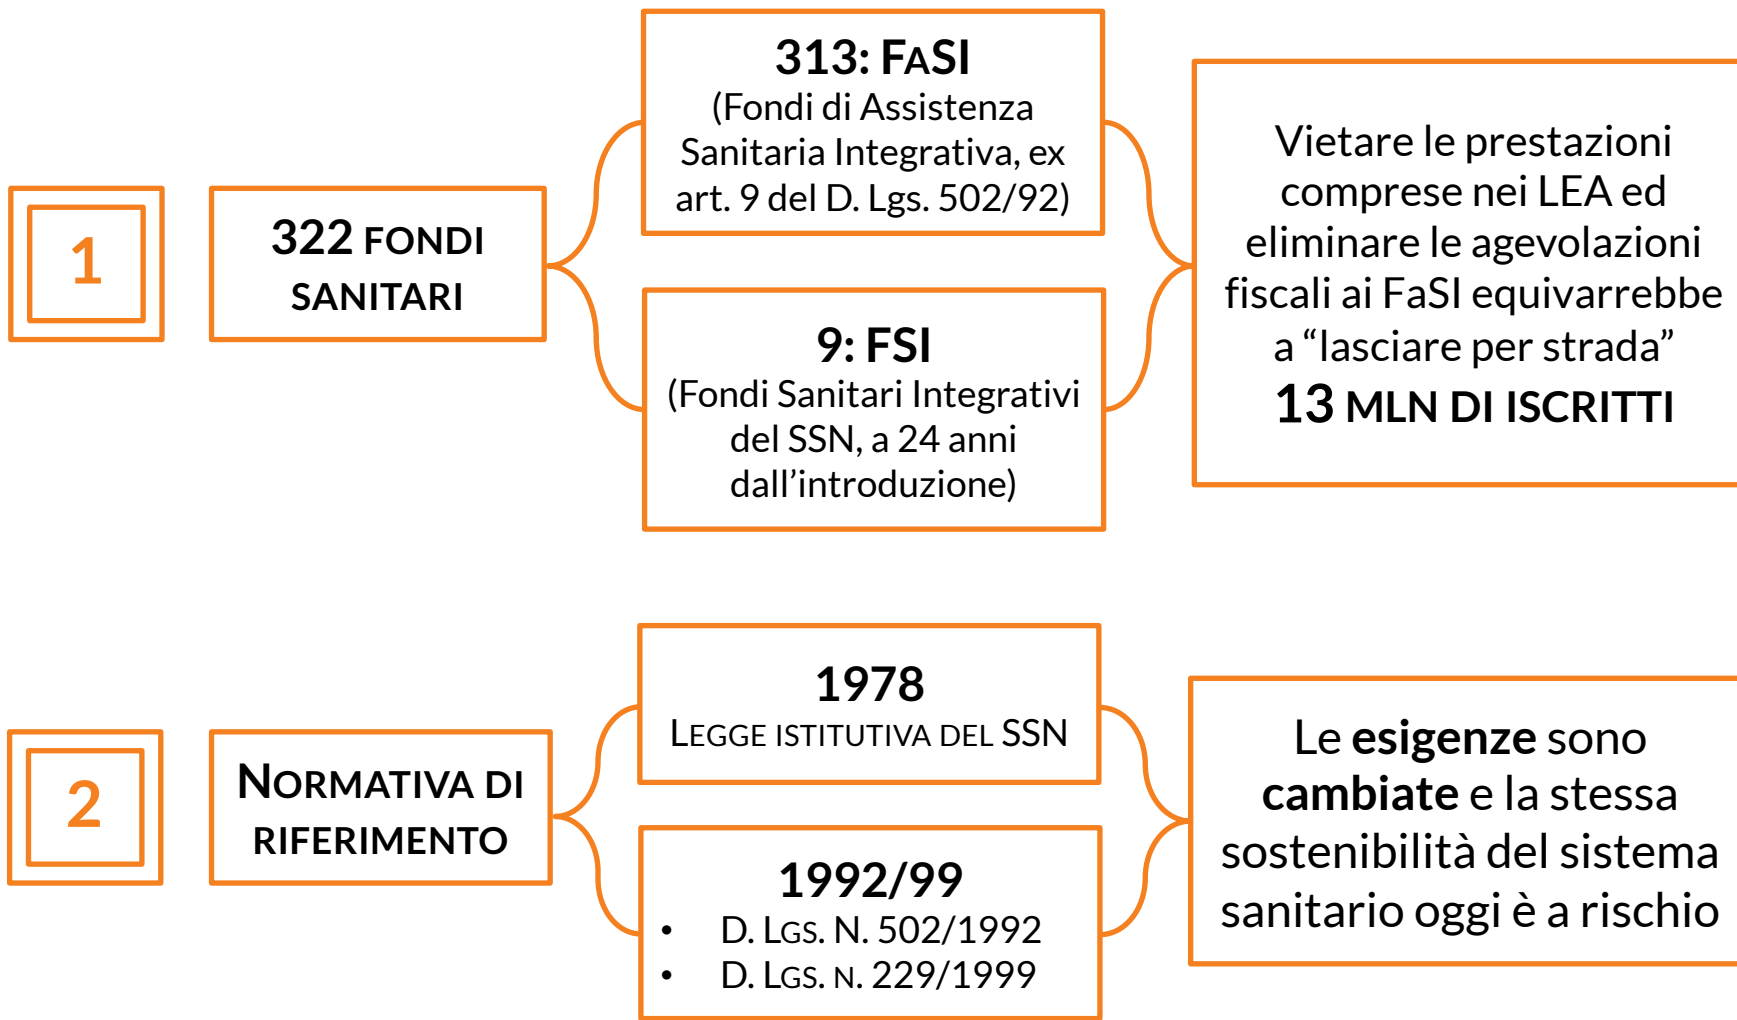 1
322 FONDI
SANITARI
313: FASI
(Fondi di Assistenza
Sanitaria Integrativa, ex
art. 9 del D. Lgs. 502/92)
9: FSI
(Fondi Sanitari Integrativi
del SSN, a 24 anni
dall’introduzione)
Vietare le prestazioni
comprese nei LEA ed
eliminare le agevolazioni
fiscali ai FaSI equivarrebbe
a “lasciare per strada”
13 MLN DI ISCRITTI
2
NORMATIVA DI
RIFERIMENTO
1978
LEGGE ISTITUTIVA DEL SSN
1992/99
• D. LGS. N. 502/1992
• D. LGS. N. 229/1999
Le esigenze sono
cambiate e la stessa
sostenibilità del sistema
sanitario oggi è a rischio